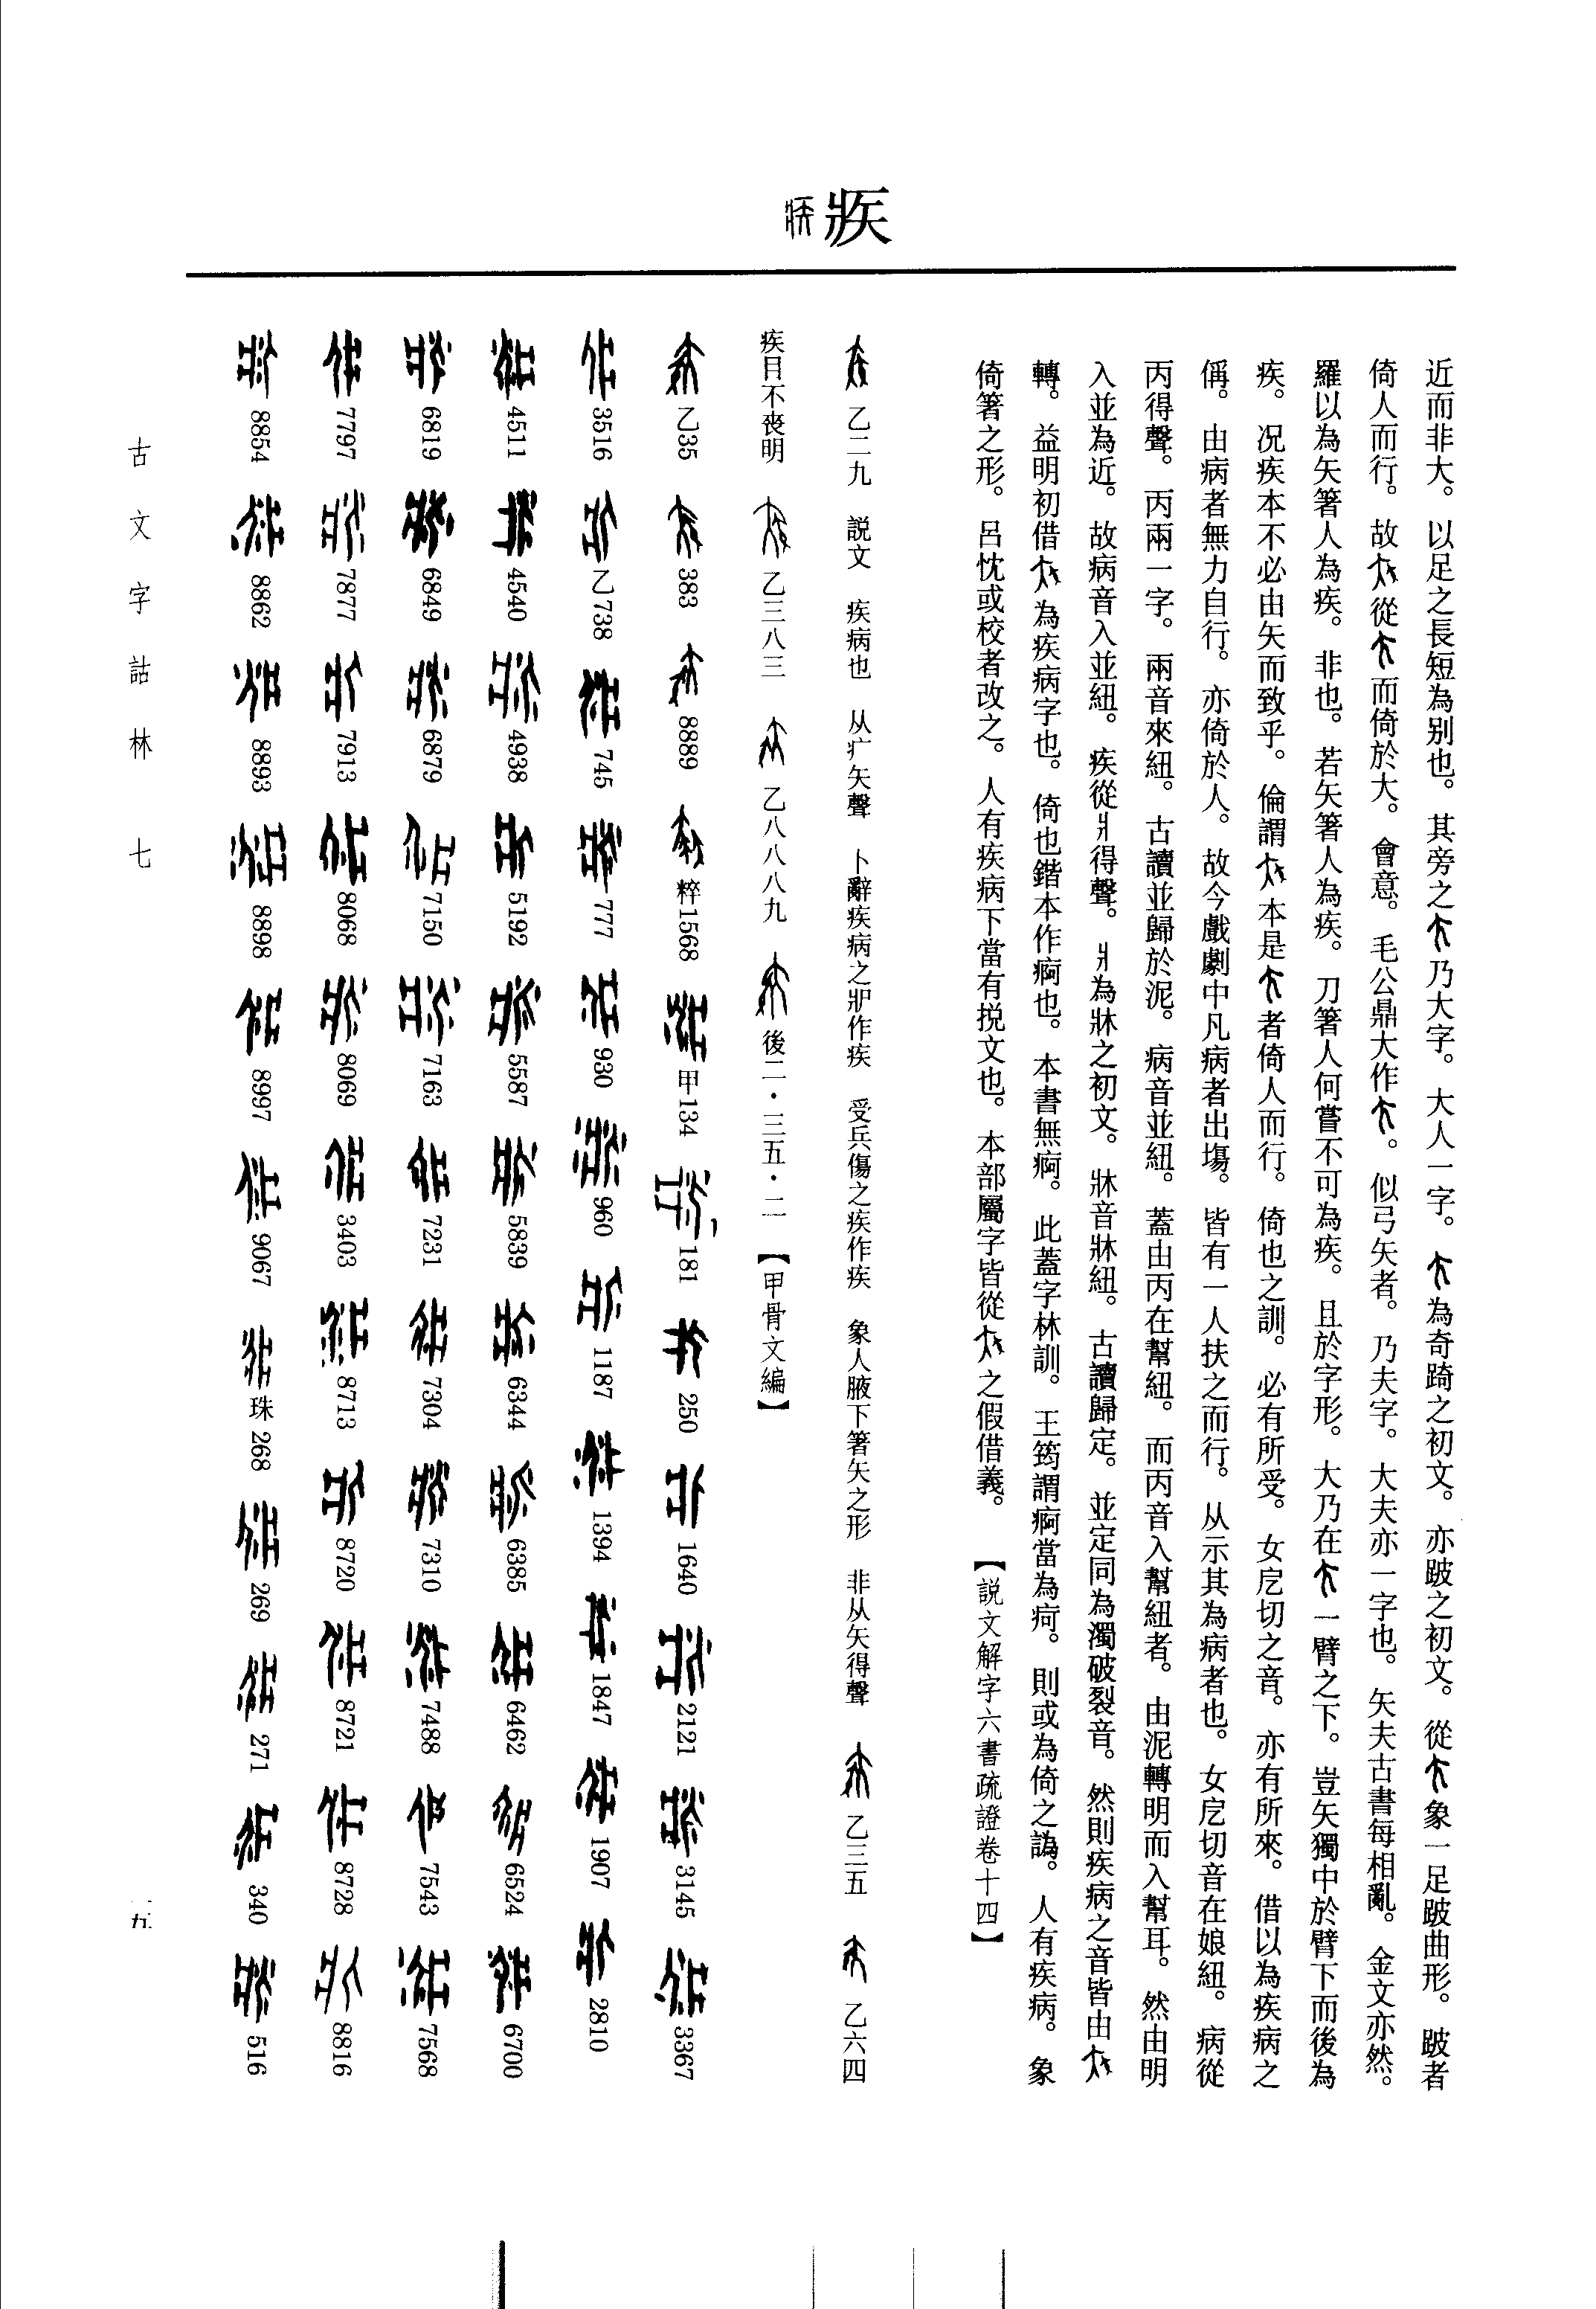 疾
近而非大。以足之長短為別也。其旁之乃大字。大人一字。為奇踦之初文。亦跛之初文。從象一足跛曲形。跛者
倚人而行。故從而倚於大。會意。毛公鼎大作。似弓矢者。乃夫字。大夫亦一字也。矢夫古書每相亂。金文亦然。
羅以為矢箸人為疾。非也。若矢箸人為疾。刀箸人何嘗不可為疾。且於字形。大乃在一臂之下。豈矢獨中於臂下而後為
疾。況疾本不必由矢而致乎。倫謂本是者倚人而行。倚也之訓。必有所受。女戹切之音。亦有所來。借以為疾病之
偁。由病者無力自行。亦倚於人。故今戲劇中凡病者出場。皆有一人扶之而行。从示其為病者也。女戹切音在娘紐。病從
丙得聲。丙兩一字。兩音來紐。古讀並歸於泥。病音並紐。蓋由丙在幫紐。而丙音入幫紐者。由泥轉明而入幫耳。然由明
入並為近。故病音入並紐。疾從爿得聲。爿為牀之初文。牀音牀紐。古讀歸定。並定同為濁破裂音。然則疾病之音皆由
轉。益明初借為疾病字也。倚也鍇本作痾也。本書無痾。此蓋字林訓。王筠謂痾當為疴。則或為倚之譌。人有疾病。象
倚箸之形。呂忱或校者改之。人有疾病下當有挩文也。本部屬字皆從之假借義。【説文解字六書疏證卷十四】
乙二九 説文 疾病也 从疒矢聲 卜辭疾病之作疾 受兵傷之疾作疾 象人腋下箸矢之形 非从矢得聲 乙三五 乙六四
疾目不喪明 乙三八三 乙八八八九 後二·三五·二 【甲骨文編】
乙35 383 8889 粹1568 甲134 181 250 1640 2121 3145 3367
3516 乙738 745 777 930 960 1187 1394 1847 1907 2810
4511 4540 4938 5192 5587 5839 6344 6385 6462 6524 6700
6819 6849 6879 7150 7163 7231 7304 7310 7488 7543 7568
7797 7877 7913 8068 8069 3403 8713 8720 8721 8728 8816
8854 8862 8893 8898 8997 9067 珠268 269 271 340 516
古文字詁林 七
一五